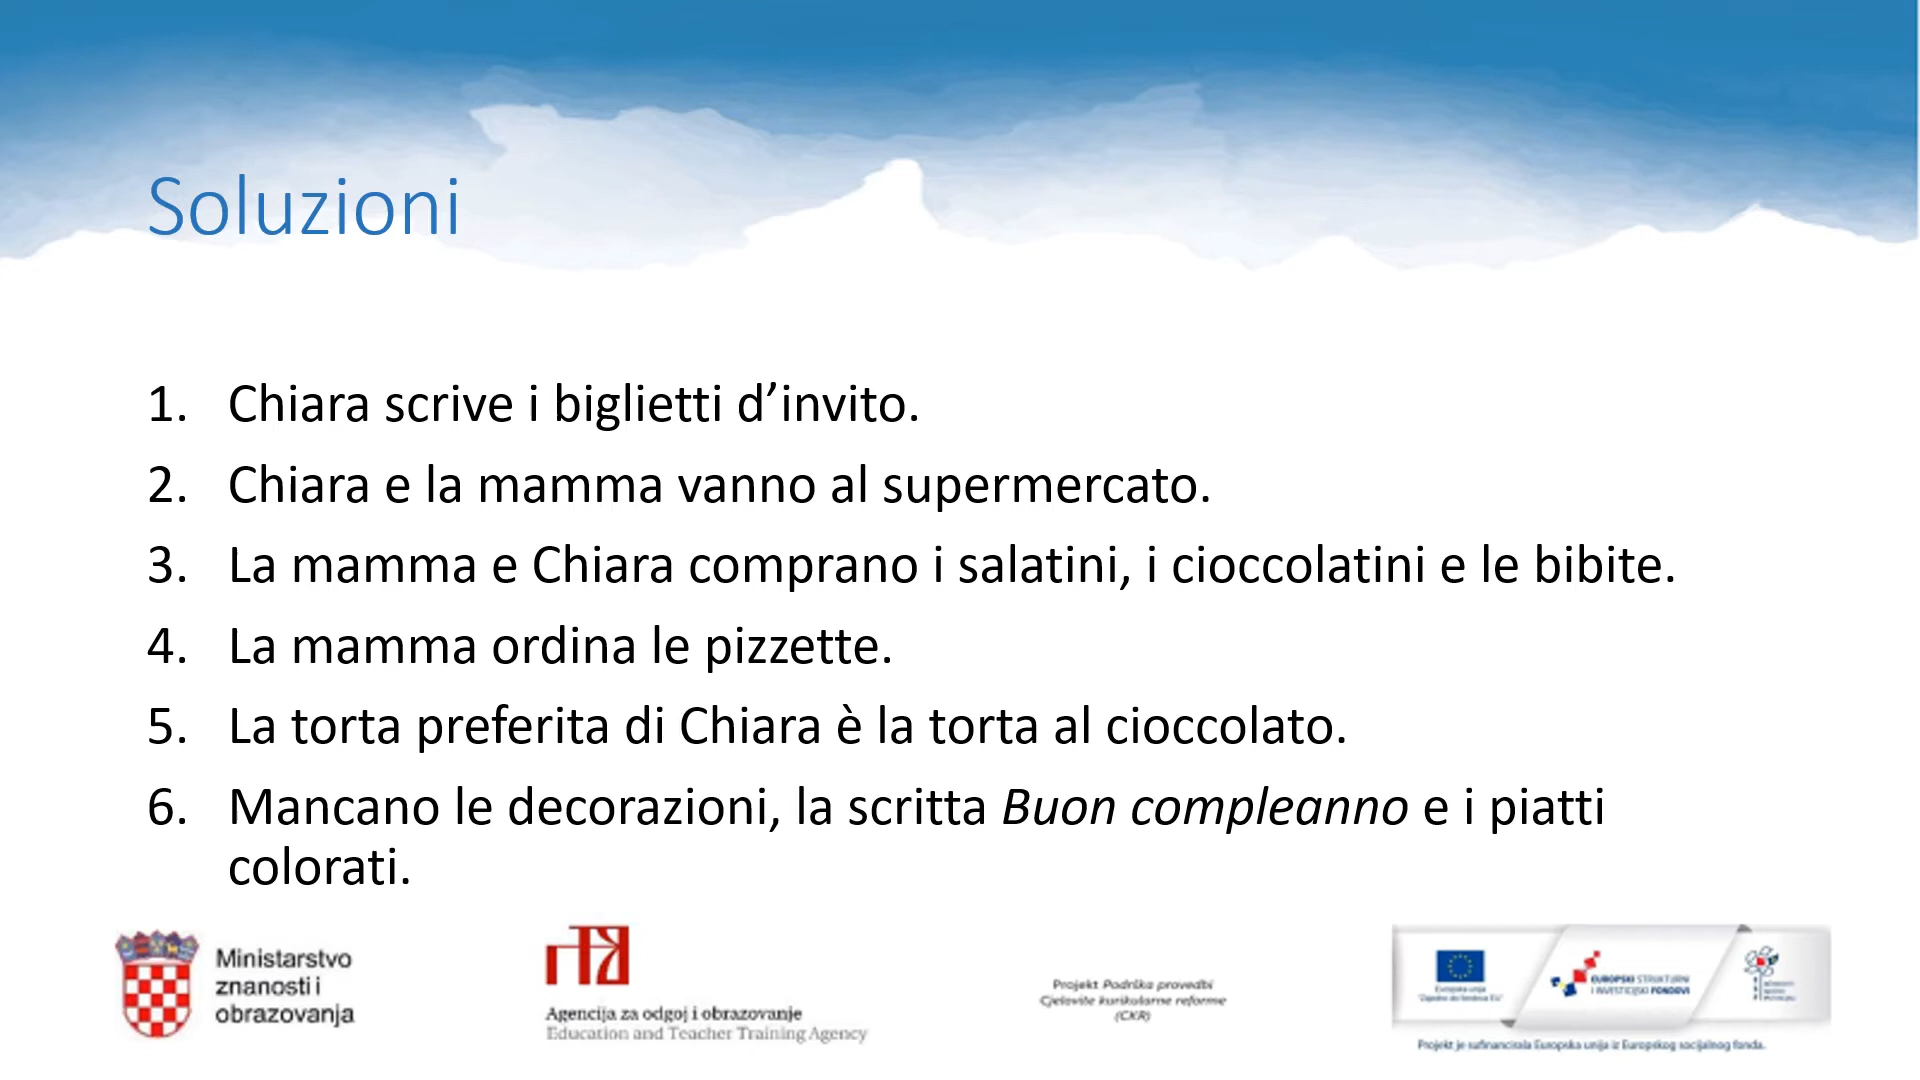 Soluzioni
1. Chiara scrive i biglietti d’invito.
2. Chiara e la mamma vanno al supermercato.
3. La mamma e Chiara comprano i salatini, i cioccolatini e le bibite.
4. La mamma ordina le pizzette.
5. La torta preferita di Chiara è la torta al cioccolato.
6. Mancano le decorazioni, la scritta Buon compleanno e i piatti
colorati.
Ministarstvo
znanosti i
obrazovanja
Agencija za odgoj i obrazovanje
Education and Teacher Training Agency
Projekt Podrška provedbi
Cjelovite kurikularne reforme
(CKR)
Europska unija
EUROPSKI STRUKTURNI
I INVESTICIJSKI FONDOVI
Projekt je sufinancirala Europska unija iz Europskog socijalnog fonda.